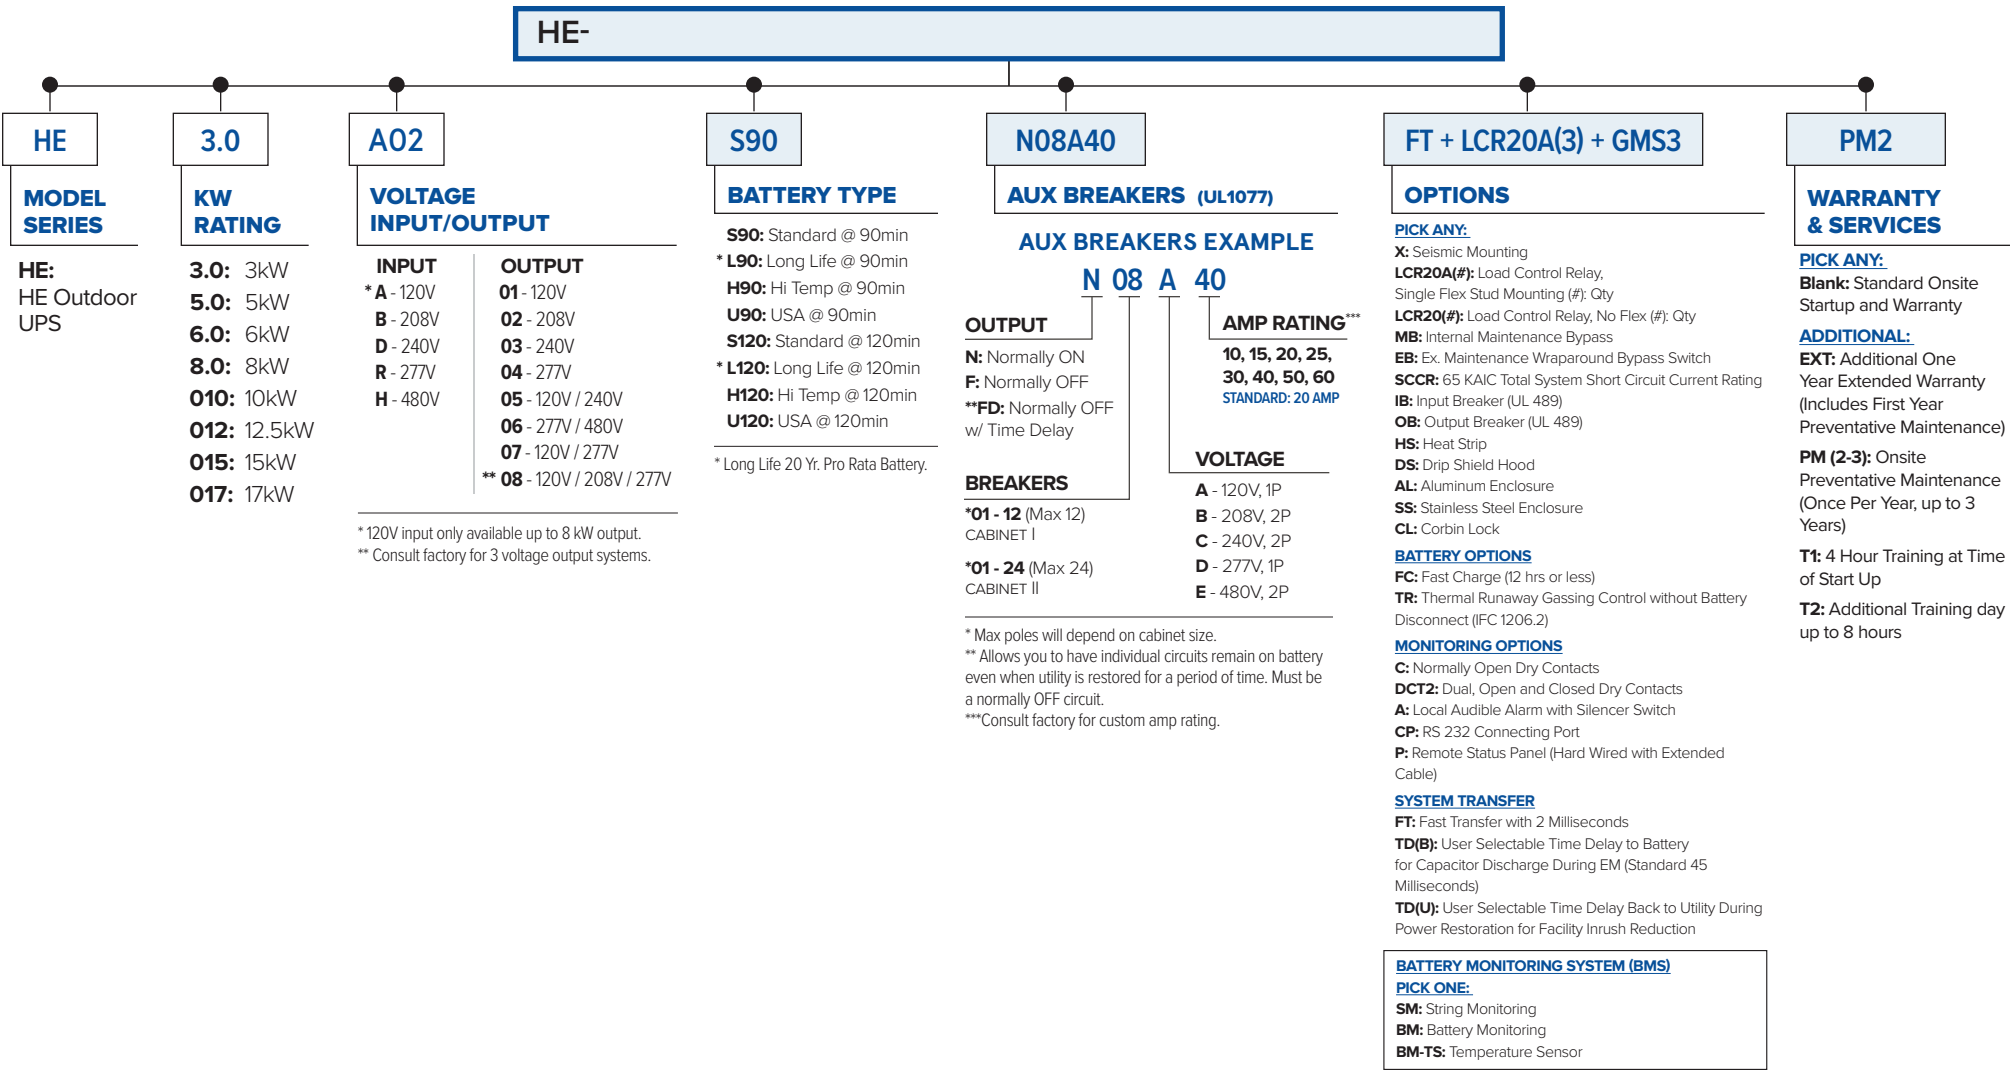 HE-
HE
MODEL
SERIES
HE:
HE Outdoor
UPS
3.0
KW
RATING
3.0: 3kW
5.0: 5kW
6.0: 6kW
8.0: 8kW
010: 10kW
012: 12.5kW
015: 15kW
017: 17kW
A02
VOLTAGE
INPUT/OUTPUT
INPUT
* A - 120V
B - 208V
D - 240V
R - 277V
H - 480V
OUTPUT
01 - 120V
02 - 208V
03 - 240V
04 - 277V
05 - 120V / 240V
06 - 277V / 480V
07 - 120V / 277V
** 08 - 120V / 208V / 277V
* 120V input only available up to 8 kW output.
** Consult factory for 3 voltage output systems.
S90
BATTERY TYPE
S90: Standard @ 90min
* L90: Long Life @ 90min
H90: Hi Temp @ 90min
U90: USA @ 90min
S120: Standard @ 120min
* L120: Long Life @ 120min
H120: Hi Temp @ 120min
U120: USA @ 120min
* Long Life 20 Yr. Pro Rata Battery.
N08A40
AUX BREAKERS (UL1077)
AUX BREAKERS EXAMPLE
N 08 A 40
OUTPUT
N: Normally ON
F: Normally OFF
**FD: Normally OFF
w/ Time Delay
BREAKERS
*01 - 12 (Max 12)
CABINET I
*01 - 24 (Max 24)
CABINET II
AMP RATING***
10, 15, 20, 25,
30, 40, 50, 60
STANDARD: 20 AMP
VOLTAGE
A - 120V, 1P
B - 208V, 2P
C - 240V, 2P
D - 277V, 1P
E - 480V, 2P
* Max poles will depend on cabinet size.
** Allows you to have individual circuits remain on battery
even when utility is restored for a period of time. Must be
a normally OFF circuit.
***Consult factory for custom amp rating.
FT + LCR20A(3) + GMS3
OPTIONS
PICK ANY:
X: Seismic Mounting
LCR20A(#): Load Control Relay,
Single Flex Stud Mounting (#): Qty
LCR20(#): Load Control Relay, No Flex (#): Qty
MB: Internal Maintenance Bypass
EB: Ex. Maintenance Wraparound Bypass Switch
SCCR: 65 KAIC Total System Short Circuit Current Rating
IB: Input Breaker (UL 489)
OB: Output Breaker (UL 489)
HS: Heat Strip
DS: Drip Shield Hood
AL: Aluminum Enclosure
SS: Stainless Steel Enclosure
CL: Corbin Lock
BATTERY OPTIONS
FC: Fast Charge (12 hrs or less)
TR: Thermal Runaway Gassing Control without Battery
Disconnect (IFC 1206.2)
MONITORING OPTIONS
C: Normally Open Dry Contacts
DCT2: Dual, Open and Closed Dry Contacts
A: Local Audible Alarm with Silencer Switch
CP: RS 232 Connecting Port
P: Remote Status Panel (Hard Wired with Extended
Cable)
SYSTEM TRANSFER
FT: Fast Transfer with 2 Milliseconds
TD(B): User Selectable Time Delay to Battery
for Capacitor Discharge During EM (Standard 45
Milliseconds)
TD(U): User Selectable Time Delay Back to Utility During
Power Restoration for Facility Inrush Reduction
BATTERY MONITORING SYSTEM (BMS)
PICK ONE:
SM: String Monitoring
BM: Battery Monitoring
BM-TS: Temperature Sensor
PM2
WARRANTY
& SERVICES
PICK ANY:
Blank: Standard Onsite
Startup and Warranty
ADDITIONAL:
EXT: Additional One
Year Extended Warranty
(Includes First Year
Preventative Maintenance)
PM (2-3): Onsite
Preventative Maintenance
(Once Per Year, up to 3
Years)
T1: 4 Hour Training at Time
of Start Up
T2: Additional Training day
up to 8 hours